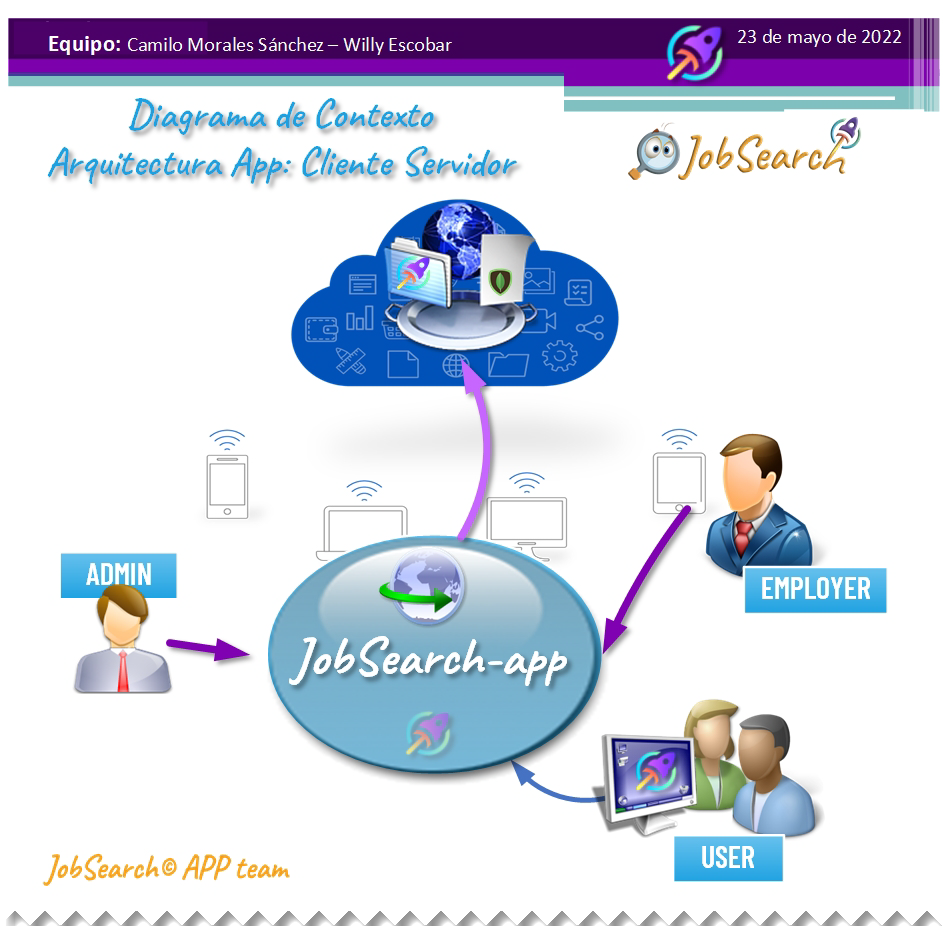 Equipo: Camilo Morales Sánchez – Willy Escobar
23 de mayo de 2022
Diagrama de Contexto
Arquitectura App: Cliente Servidor
JobSearch
ADMIN
EMPLOYER
JobSearch-app
USER
JobSearch© APP team